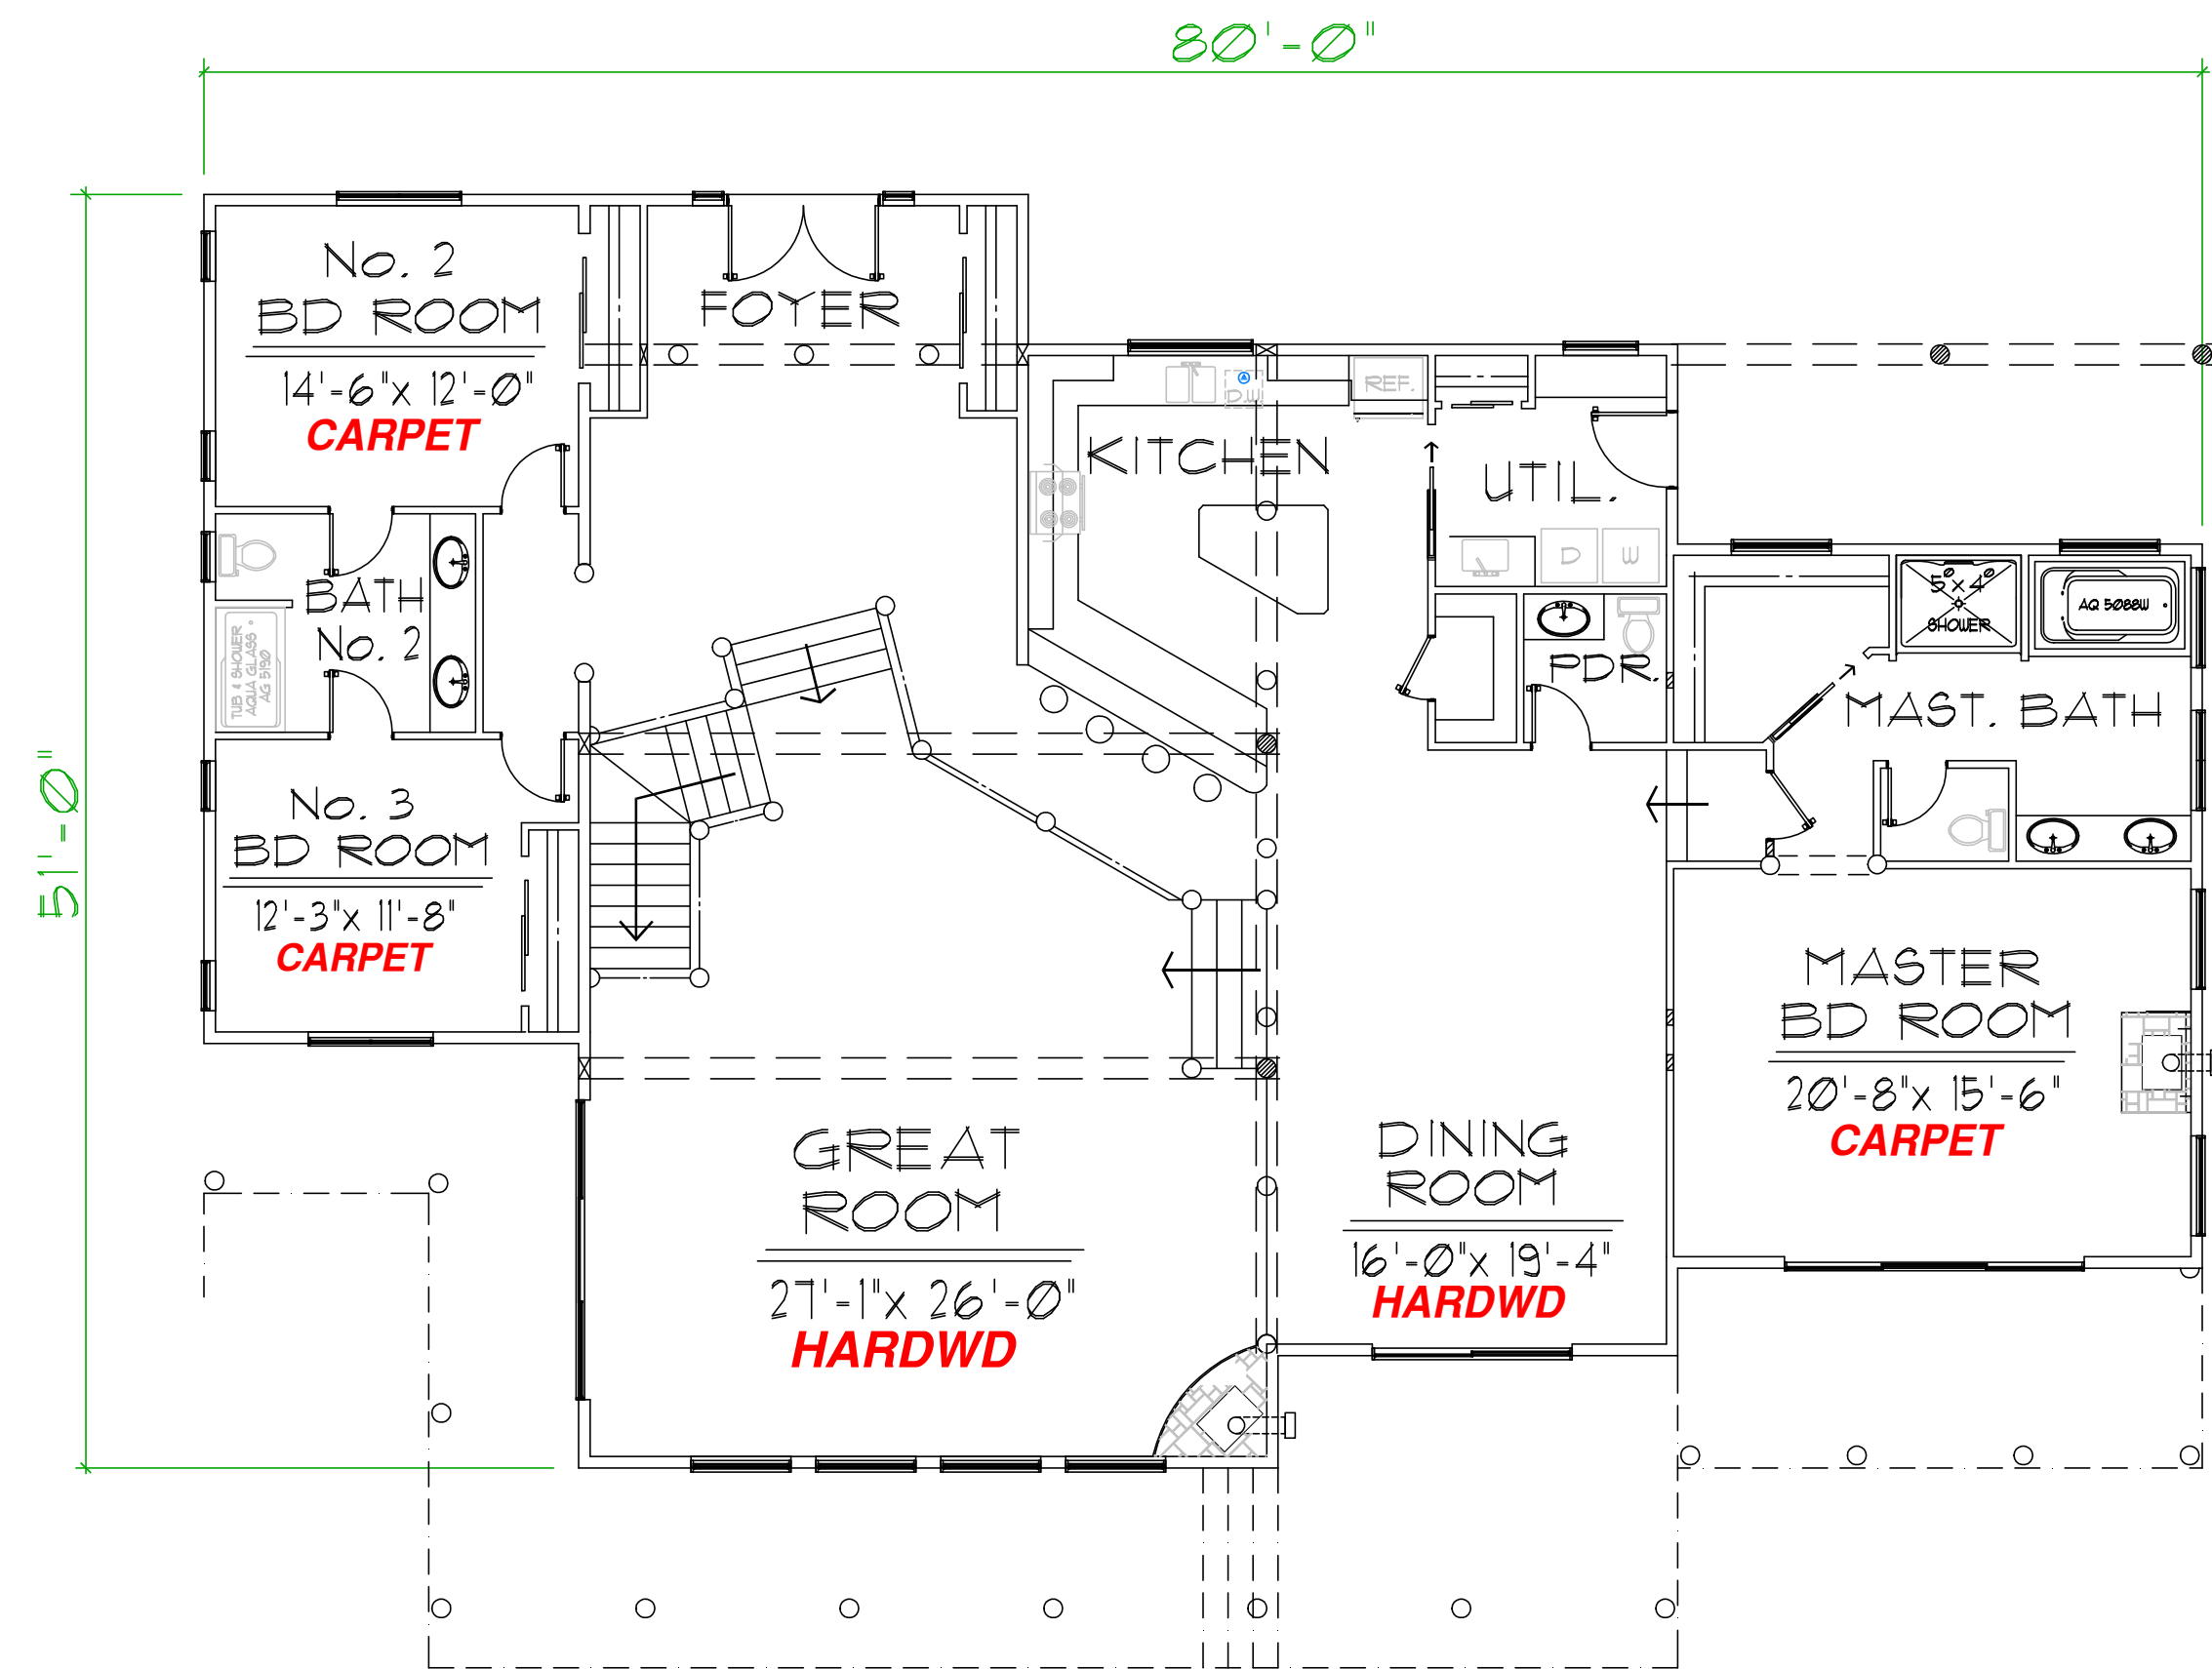 80'-0"
51'-0"
No. 2
BD ROOM
14'-6"x 12'-0"
CARPET
FOYER
KITCHEN
DW
REF.
UTIL.
D
W
BATH
No. 2
TUB & SHOWER
AQUA GLASS
AG 5190
PDR.
5'0"x 4'0"
SHOWER
AQ 5088W
MAST. BATH
No. 3
BD ROOM
12'-3"x 11'-8"
CARPET
MASTER
BD ROOM
20'-8"x 15'-6"
CARPET
GREAT
ROOM
27'-1"x 26'-0"
HARDWD
DINING
ROOM
16'-0"x 19'-4"
HARDWD